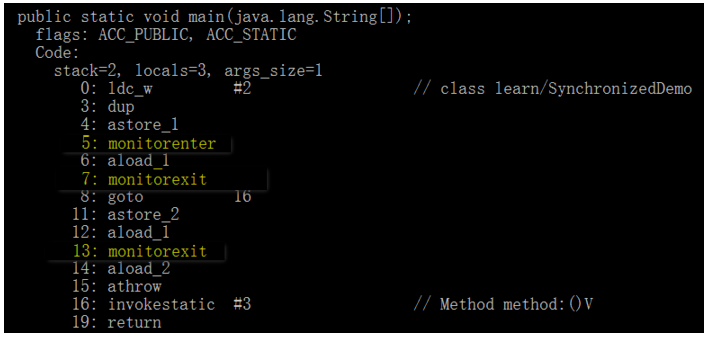 public static void main(java.lang.String[]);
flags: ACC_PUBLIC, ACC_STATIC
Code:
stack=2, locals=3, args_size=1
0: ldc_w #2 // class learn/SynchronizedDemo
3: dup
4: astore_1
5: monitorenter
6: aload_1
7: monitorexit
8: goto 16
11: astore_2
12: aload_1
13: monitorexit
14: aload_2
15: athrow
16: invokestatic #3 // Method method:()V
19: return